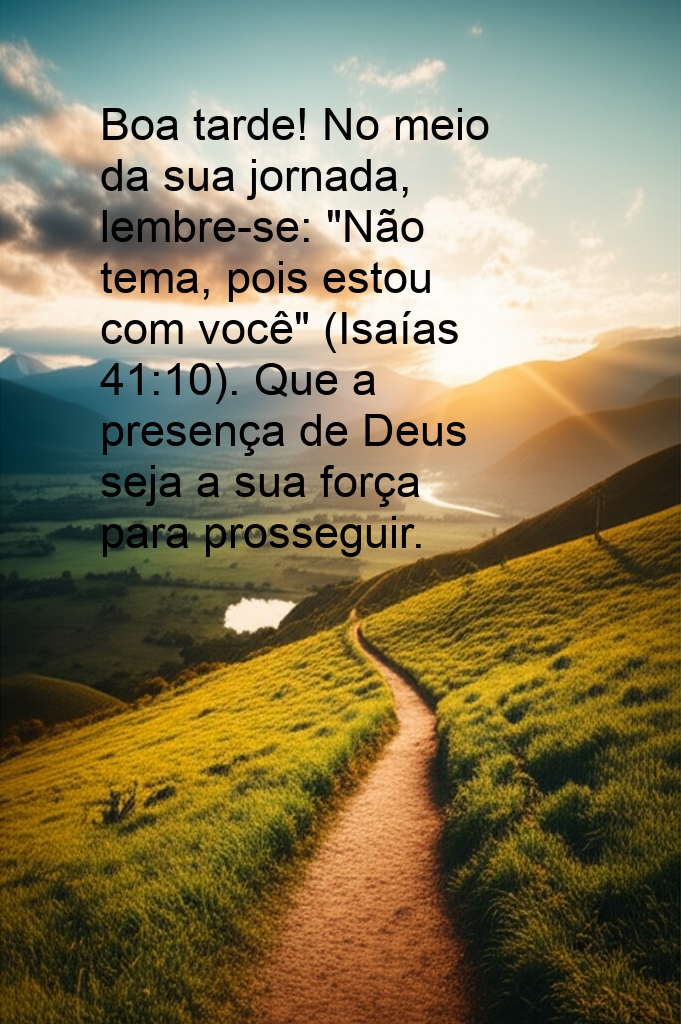 Boa tarde! No meio
da sua jornada,
lembre-se: "Não
tema, pois estou
com você" (Isaías
41:10). Que a
presença de Deus
seja a sua força
para prosseguir.